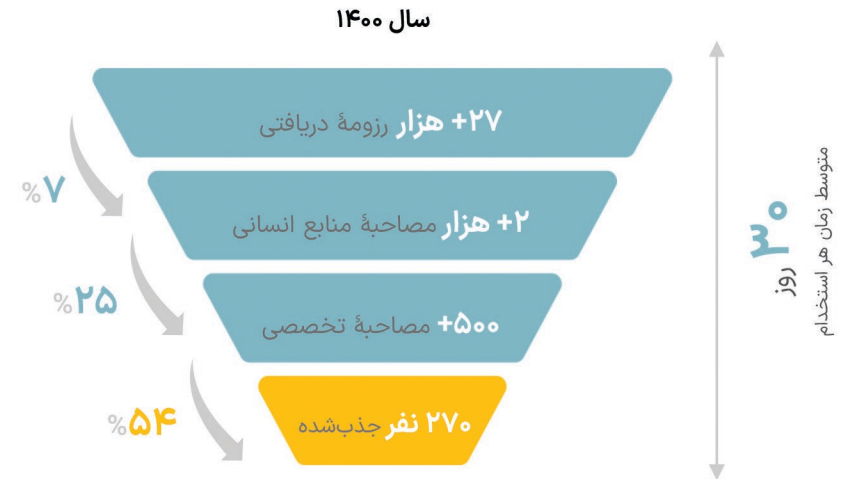 سال ۱۴۰۰
+۲۷ هزار رزومهٔ دریافتی
%۷
+۲ هزار مصاحبهٔ منابع انسانی
%۲۵
+۵۰۰ مصاحبهٔ تخصصی
%۵۴
۲۷۰ نفر جذب‌شده
متوسط زمان هر استخدام
۳۰
روز